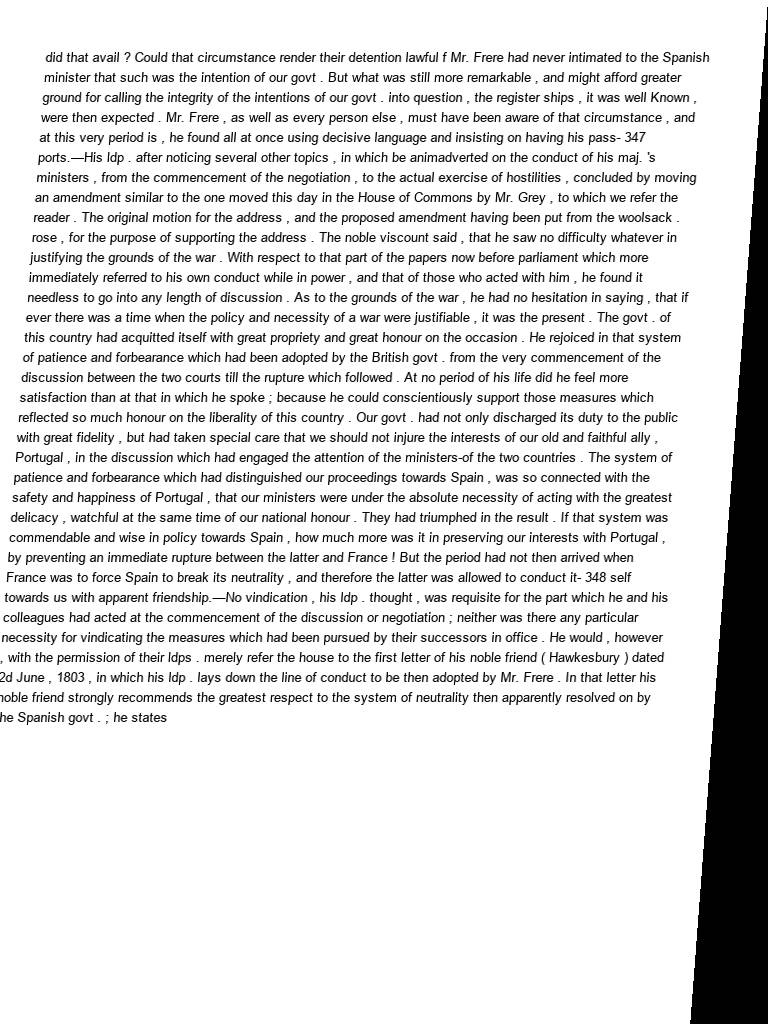 did that avail ? Could that circumstance render their detention lawful f Mr. Frere had never intimated to the Spanish
minister that such was the intention of our govt . But what was still more remarkable , and might afford greater
ground for calling the integrity of the intentions of our govt . into question , the register ships , it was well Known ,
were then expected . Mr. Frere , as well as every person else , must have been aware of that circumstance , and
at this very period is , he found all at once using decisive language and insisting on having his pass- 347
ports.—His ldp . after noticing several other topics , in which be animadverted on the conduct of his maj. 's
ministers , from the commencement of the negotiation , to the actual exercise of hostilities , concluded by moving
an amendment similar to the one moved this day in the House of Commons by Mr. Grey , to which we refer the
reader . The original motion for the address , and the proposed amendment having been put from the woolsack .
rose , for the purpose of supporting the address . The noble viscount said , that he saw no difficulty whatever in
justifying the grounds of the war . With respect to that part of the papers now before parliament which more
immediately referred to his own conduct while in power , and that of those who acted with him , he found it
needless to go into any length of discussion . As to the grounds of the war , he had no hesitation in saying , that if
ever there was a time when the policy and necessity of a war were justifiable , it was the present . The govt . of
this country had acquitted itself with great propriety and great honour on the occasion . He rejoiced in that system
of patience and forbearance which had been adopted by the British govt . from the very commencement of the
discussion between the two courts till the rupture which followed . At no period of his life did he feel more
satisfaction than at that in which he spoke ; because he could conscientiously support those measures which
reflected so much honour on the liberality of this country . Our govt . had not only discharged its duty to the public
with great fidelity , but had taken special care that we should not injure the interests of our old and faithful ally ,
Portugal , in the discussion which had engaged the attention of the ministers-of the two countries . The system of
patience and forbearance which had distinguished our proceedings towards Spain , was so connected with the
safety and happiness of Portugal , that our ministers were under the absolute necessity of acting with the greatest
delicacy , watchful at the same time of our national honour . They had triumphed in the result . If that system was
commendable and wise in policy towards Spain , how much more was it in preserving our interests with Portugal ,
by preventing an immediate rupture between the latter and France ! But the period had not then arrived when
France was to force Spain to break its neutrality , and therefore the latter was allowed to conduct it- 348 self
towards us with apparent friendship.—No vindication , his ldp . thought , was requisite for the part which he and his
colleagues had acted at the commencement of the discussion or negotiation ; neither was there any particular
necessity for vindicating the measures which had been pursued by their successors in office . He would , however
, with the permission of their ldps . merely refer the house to the first letter of his noble friend ( Hawkesbury ) dated
2d June , 1803 , in which his ldp . lays down the line of conduct to be then adopted by Mr. Frere . In that letter his
noble friend strongly recommends the greatest respect to the system of neutrality then apparently resolved on by
he Spanish govt . ; he states